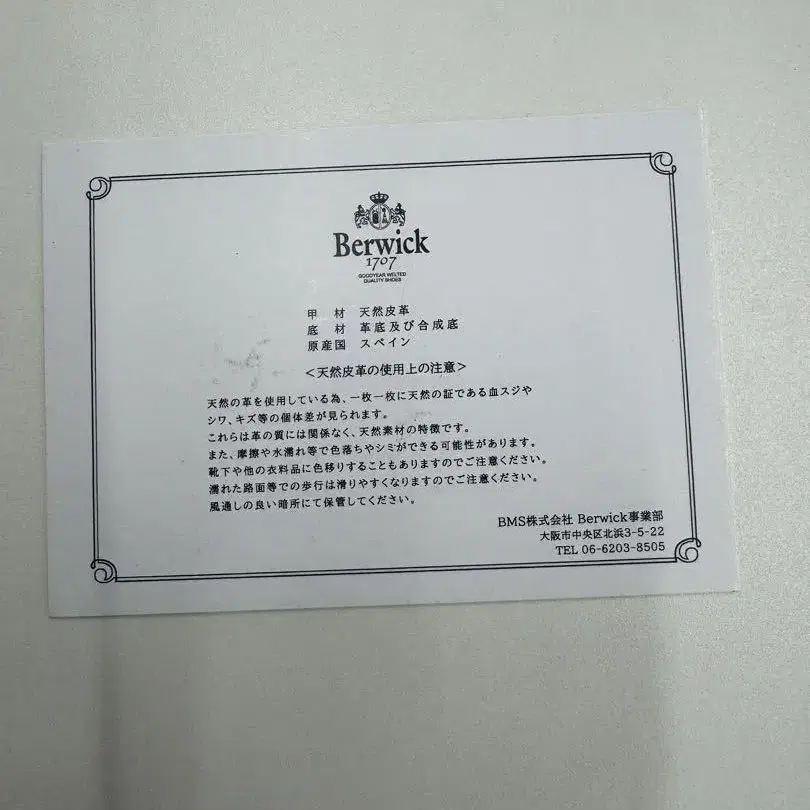 Berwick
1707
GOODYEAR WELTED
QUALITY SHOES
甲 材 天然皮革
底 材 革底及び合成底
原産国 スペイン
<天然皮革の使用上の注意>
天然の革を使用している為、一枚一枚に天然の証である血スジや
シワ、キズ等の個体差が見られます。
これらは革の質には関係なく、天然素材の特徴です。
また、摩擦や水濡れ等で色落ちやシミができる可能性があります。
靴下や他の衣料品に色移りすることもありますのでご注意ください。
濡れた路面等での歩行は滑りやすくなりますのでご注意ください。
風通しの良い暗所にて保管してください。
BMS株式会社 Berwick事業部
大阪市中央区北浜3-5-22
TEL 06-6203-8505